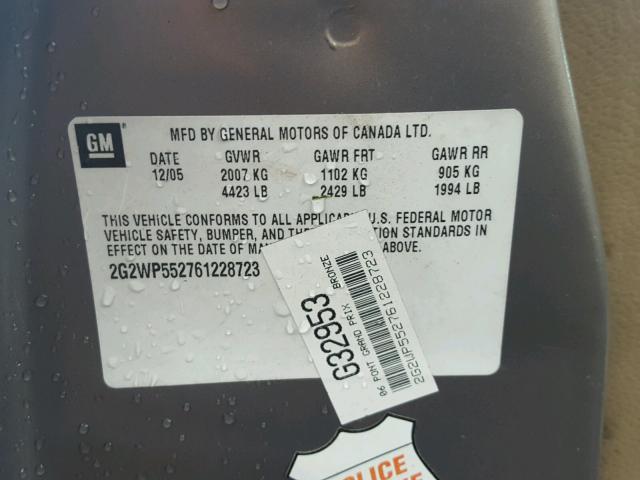 GM
MFD BY GENERAL MOTORS OF CANADA LTD.
DATE GVWR GAWR FRT GAWR RR
12/05 2007 KG 1102 KG 905 KG
4423 LB 2429 LB 1994 LB
THIS VEHICLE CONFORMS TO ALL APPLICAB U.S. FEDERAL MOTOR
VEHICLE SAFETY, BUMPER, AND THE TION STANDARDS IN
EFFECT ON THE DATE OF MAN ABOVE.
2G2WP552761228723
G32953 BRONZE
06 PONT GRAND PRIX
2G2WP552761228723
LICE